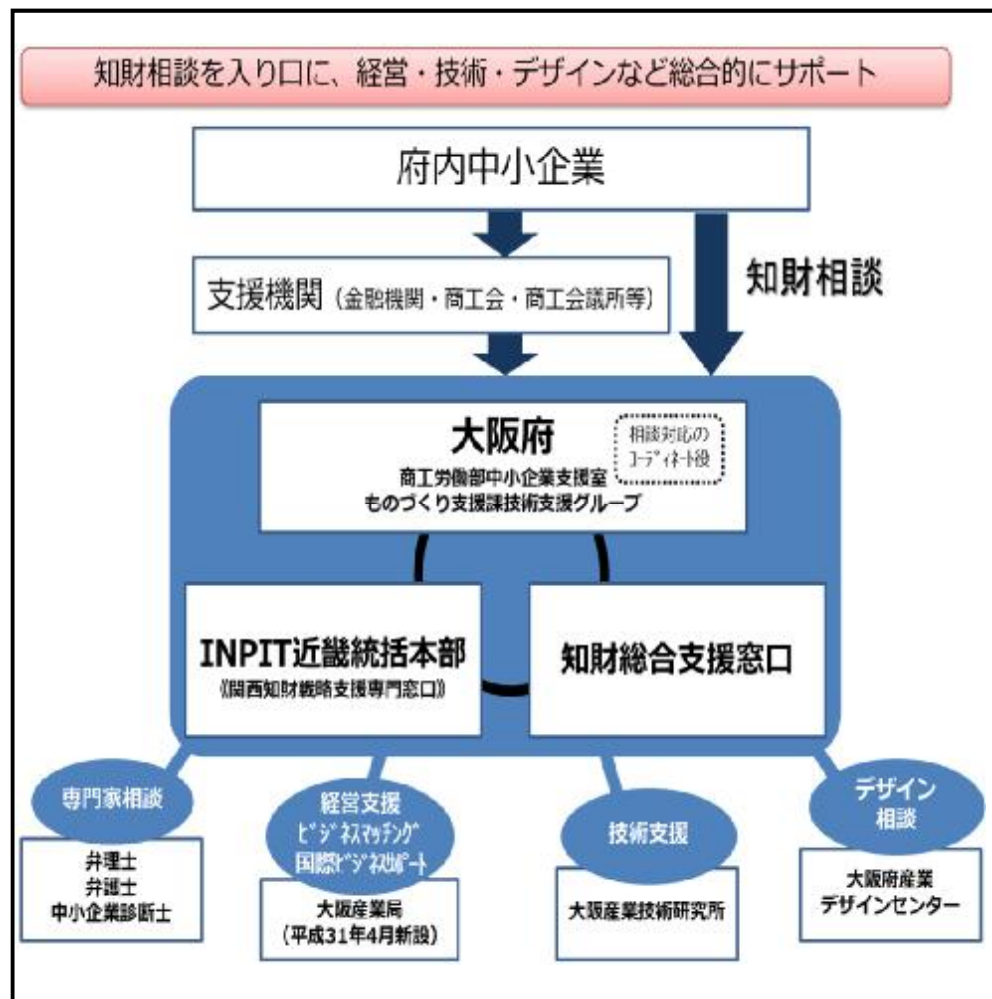 知財相談を入り口に、経営・技術・デザインなど総合的にサポート
府内中小企業
支援機関（金融機関・商工会・商工会議所等）
知財相談
大阪府
相談対応の
ｺｰﾃﾞｨﾈｰﾄ役
商工労働部中小企業支援室
ものづくり支援課技術支援グループ
INPIT近畿統括本部
《関西知財戦略支援専門窓口》
知財総合支援窓口
専門家相談
弁理士
弁護士
中小企業診断士
経営支援
ﾋﾞｼﾞﾈｽﾏｯﾁﾝｸﾞ
国際ﾋﾞｼﾞﾈｽｻﾎﾟｰﾄ
大阪産業局
（平成31年4月新設）
技術支援
大阪産業技術研究所
デザイン
相談
大阪府産業
デザインセンター